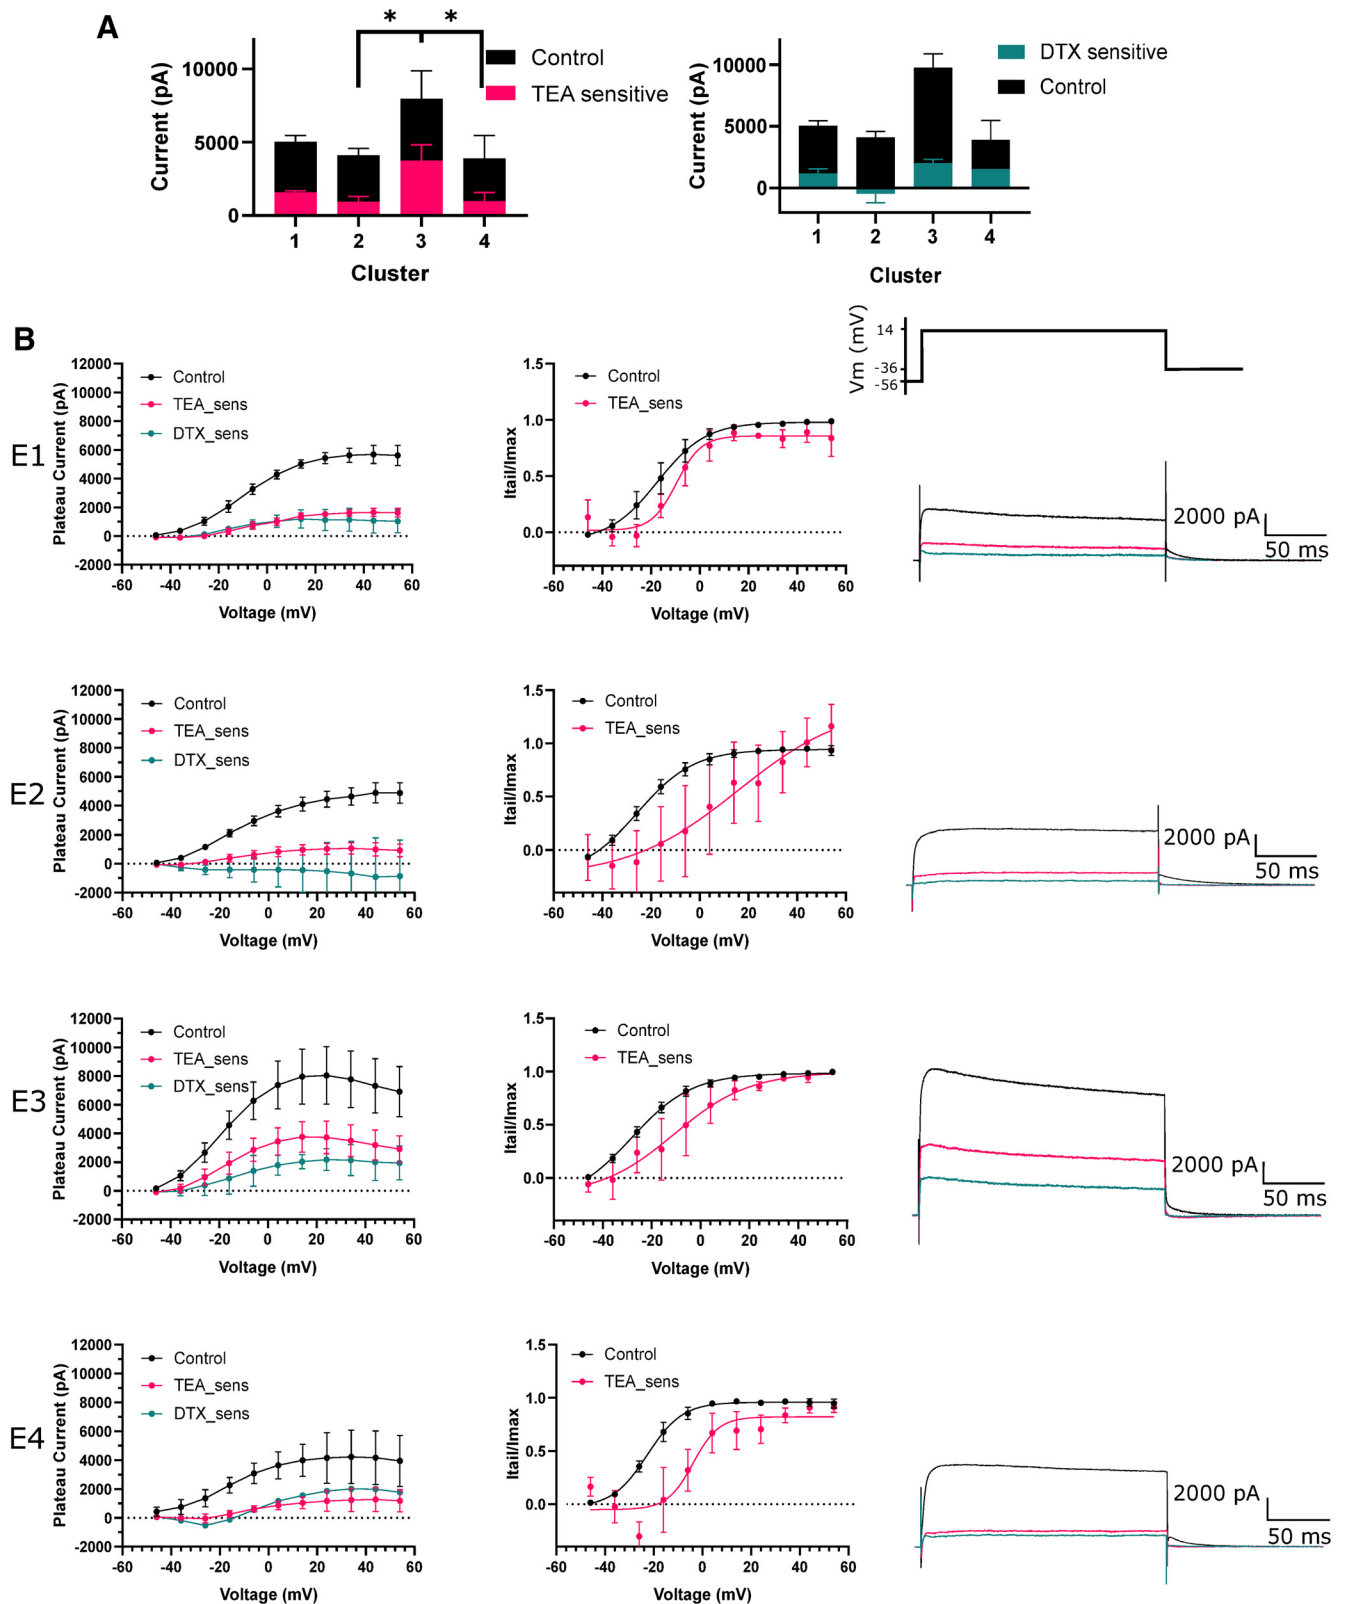 A
* *
Control
TEA sensitive
Current (pA)
10000
5000
0
1 2 3 4
Cluster
DTX sensitive
Control
Current (pA)
10000
5000
0
1 2 3 4
Cluster
B
Vm (mV)
14
-36
-56
E1
Plateau Current (pA)
12000
10000
8000
6000
4000
2000
0
-2000
Control
TEA_sens
DTX_sens
-60 -40 -20 0 20 40 60
Voltage (mV)
Itail/Imax
1.5
1.0
0.5
0.0
Control
TEA_sens
-60 -40 -20 0 20 40 60
Voltage (mV)
2000 pA
50 ms
E2
Plateau Current (pA)
12000
10000
8000
6000
4000
2000
0
-2000
Control
TEA_sens
DTX_sens
-60 -40 -20 0 20 40 60
Voltage (mV)
Itail/Imax
1.5
1.0
0.5
0.0
Control
TEA_sens
-60 -40 -20 0 20 40 60
Voltage (mV)
2000 pA
50 ms
E3
Plateau Current (pA)
12000
10000
8000
6000
4000
2000
0
-2000
Control
TEA_sens
DTX_sens
-60 -40 -20 0 20 40 60
Voltage (mV)
Itail/Imax
1.5
1.0
0.5
0.0
Control
TEA_sens
-60 -40 -20 0 20 40 60
Voltage (mV)
2000 pA
50 ms
E4
Plateau Current (pA)
12000
10000
8000
6000
4000
2000
0
-2000
Control
TEA_sens
DTX_sens
-60 -40 -20 0 20 40 60
Voltage (mV)
Itail/Imax
1.5
1.0
0.5
0.0
Control
TEA_sens
-60 -40 -20 0 20 40 60
Voltage (mV)
2000 pA
50 ms